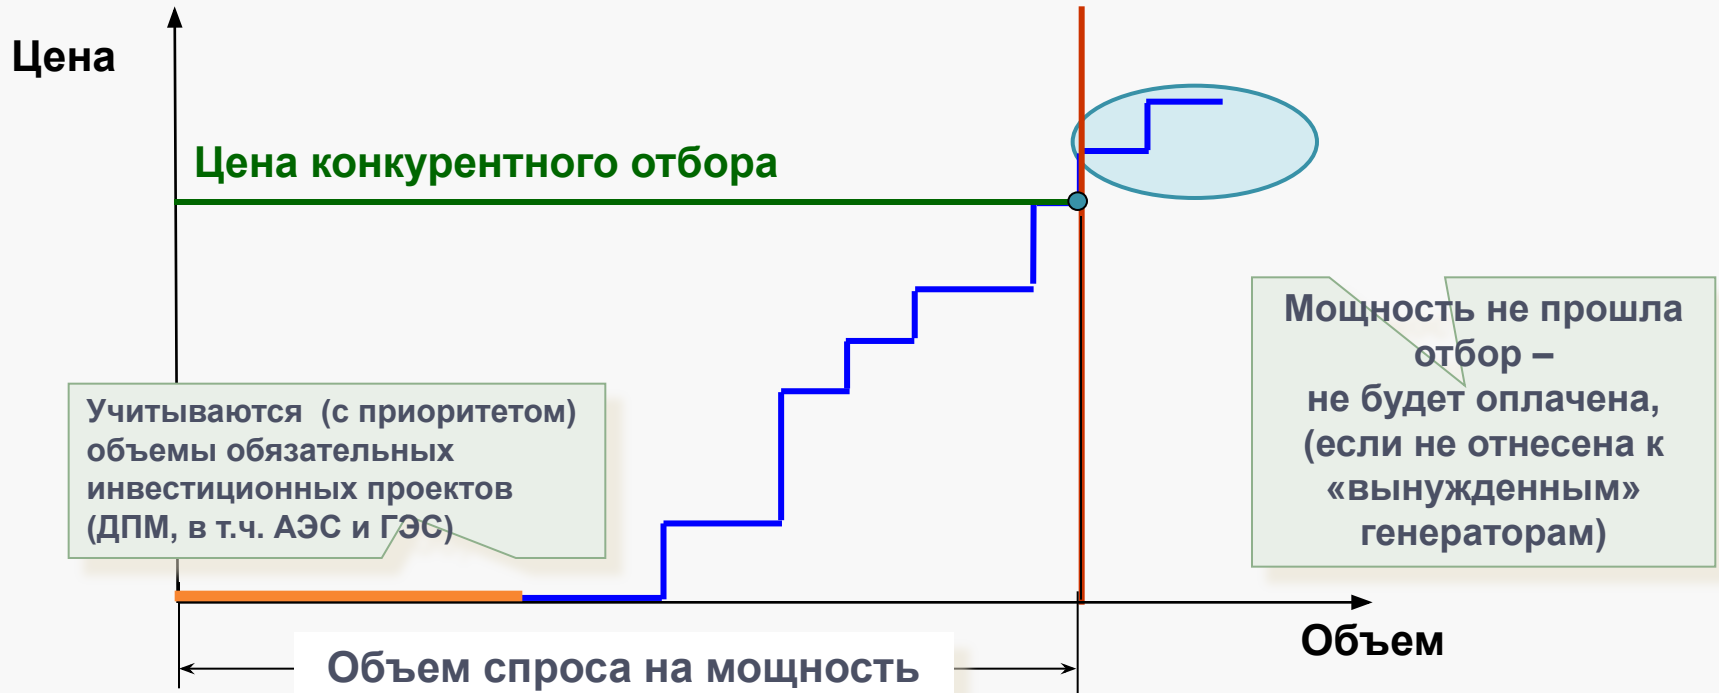 Цена
Цена конкурентного отбора
Учитываются (с приоритетом)
объемы обязательных
инвестиционных проектов
(ДПМ, в т.ч. АЭС и ГЭС)
Мощность не прошла
отбор –
не будет оплачена,
(если не отнесена к
«вынужденным»
генераторам)
Объем
Объем спроса на мощность